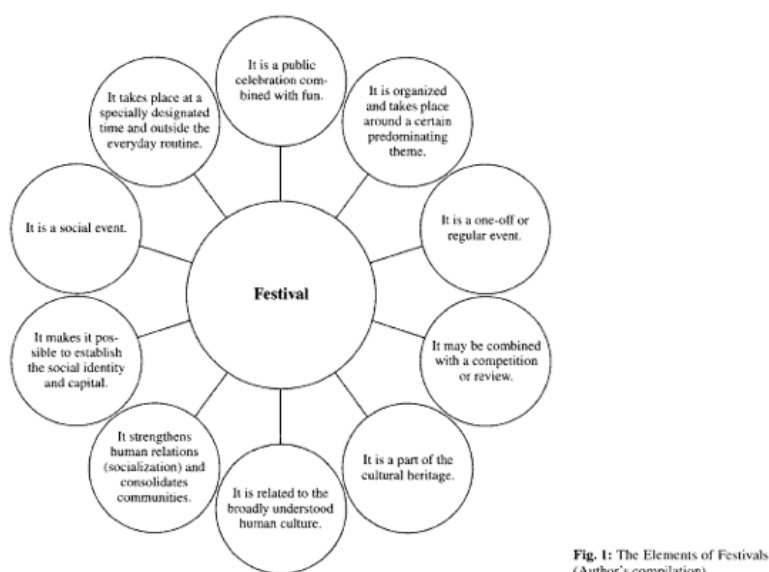 It is a public
celebration com-
bined with fun.
It is organized
and takes place
around a certain
predominating
theme.
It is a one-off or
regular event.
It may be combined
with a competition
or review.
It is a part of the
cultural heritage.
It is related to the
broadly understood
human culture.
It strengthens
human relations
(socialization) and
consolidates
communities.
It makes it pos-
sible to establish
the social identity
and capital.
It is a social event.
It takes place at a
specially designated
time and outside the
everyday routine.
Festival
Fig. 1: The Elements of Festivals
(Author's compilation)